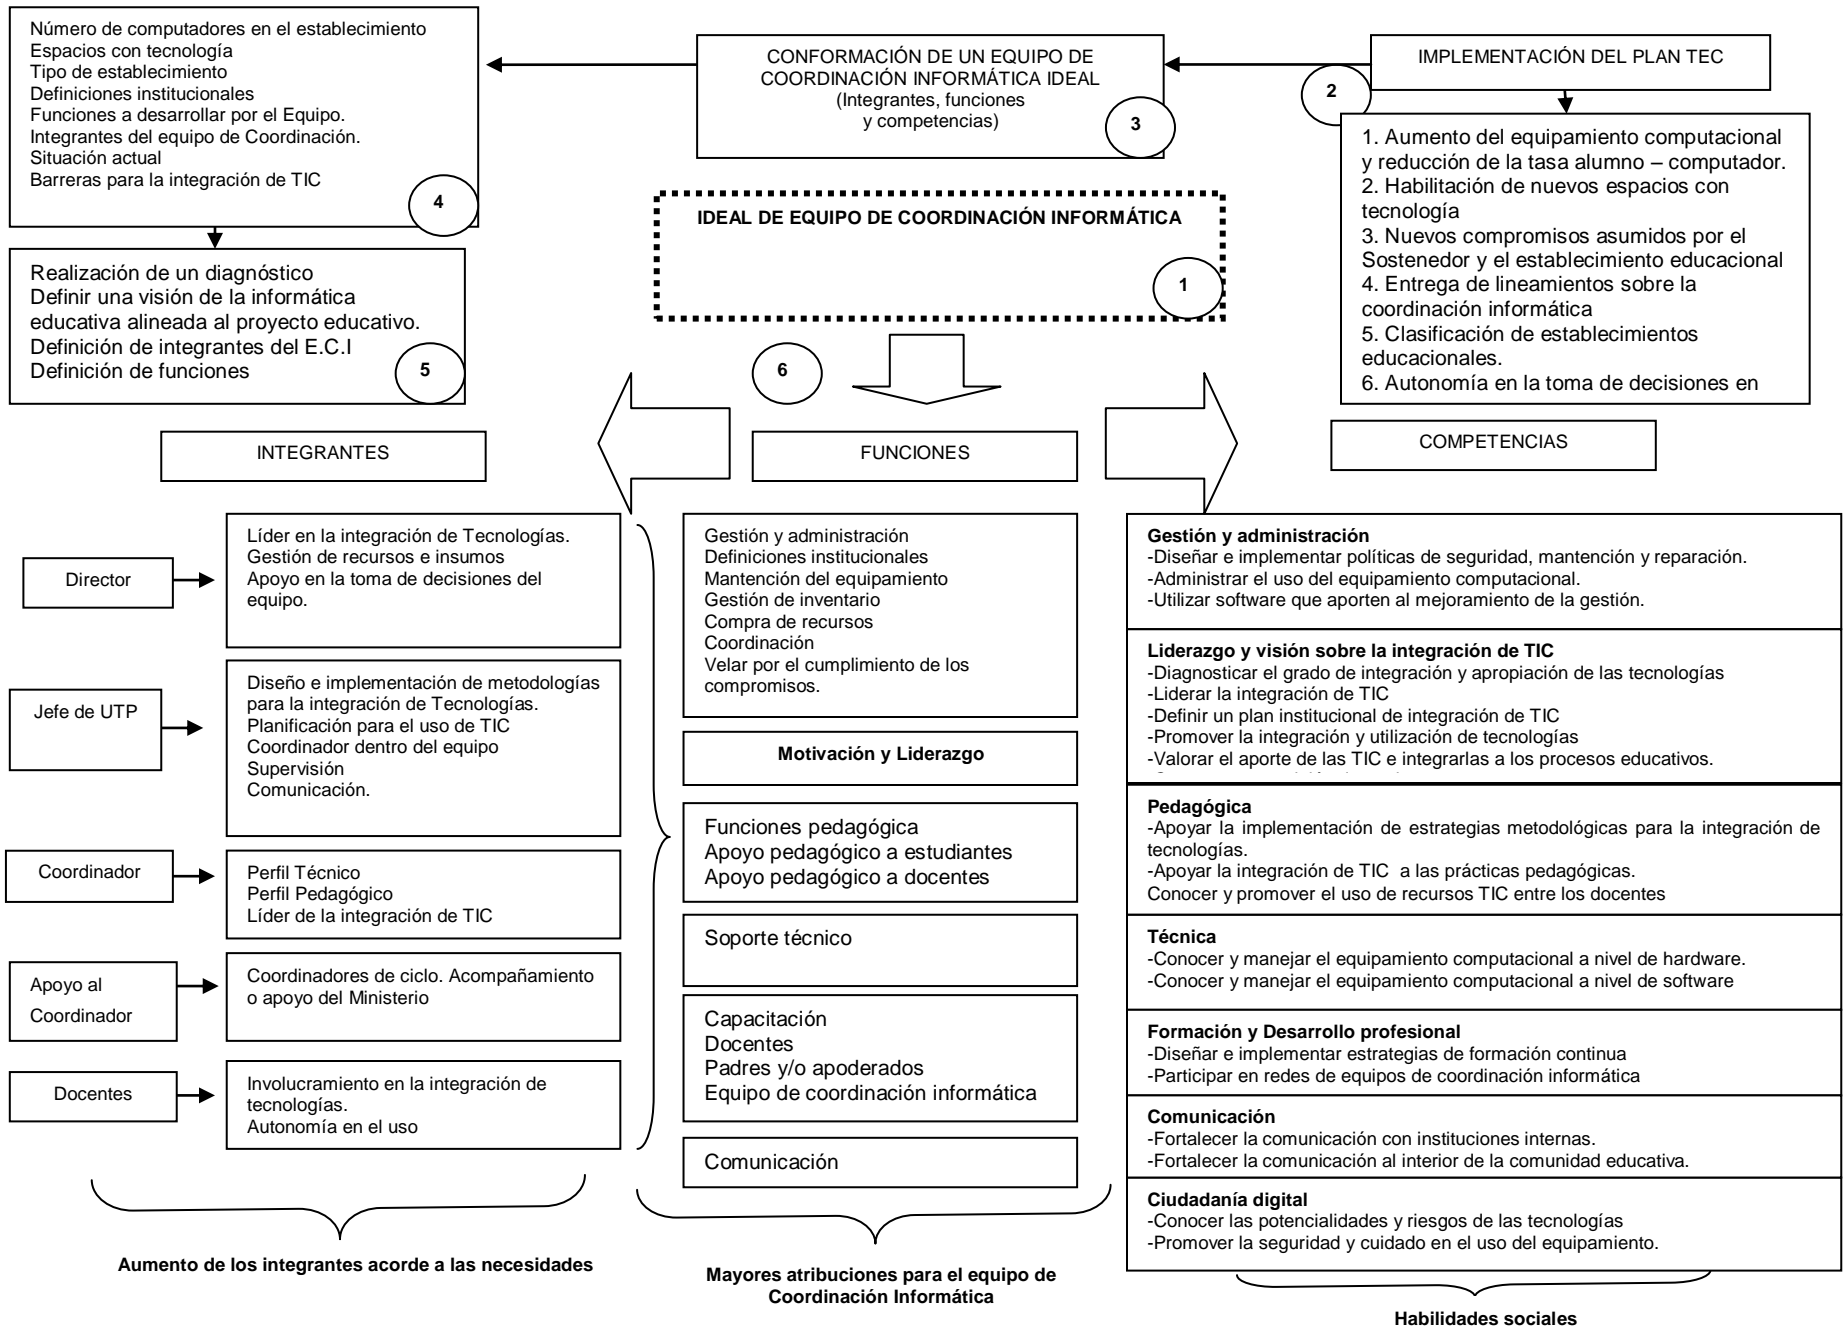 Número de computadores en el establecimiento
Espacios con tecnología
Tipo de establecimiento
Definiciones institucionales
Funciones a desarrollar por el Equipo.
Integrantes del equipo de Coordinación.
Situación actual
Barreras para la integración de TIC
4
CONFORMACIÓN DE UN EQUIPO DE
COORDINACIÓN INFORMÁTICA IDEAL
(Integrantes, funciones
y competencias)
3
IMPLEMENTACIÓN DEL PLAN TEC
2
1. Aumento del equipamiento computacional
y reducción de la tasa alumno – computador.
2. Habilitación de nuevos espacios con
tecnología
3. Nuevos compromisos asumidos por el
Sostenedor y el establecimiento educacional
4. Entrega de lineamientos sobre la
coordinación informática
5. Clasificación de establecimientos
educacionales.
6. Autonomía en la toma de decisiones en
IDEAL DE EQUIPO DE COORDINACIÓN INFORMÁTICA
1
Realización de un diagnóstico
Definir una visión de la informática
educativa alineada al proyecto educativo.
Definición de integrantes del E.C.I
Definición de funciones
5
6
INTEGRANTES
FUNCIONES
COMPETENCIAS
Director
Líder en la integración de Tecnologías.
Gestión de recursos e insumos
Apoyo en la toma de decisiones del
equipo.
Jefe de UTP
Diseño e implementación de metodologías
para la integración de Tecnologías.
Planificación para el uso de TIC
Coordinador dentro del equipo
Supervisión
Comunicación.
Coordinador
Perfil Técnico
Perfil Pedagógico
Líder de la integración de TIC
Apoyo al
Coordinador
Coordinadores de ciclo. Acompañamiento
o apoyo del Ministerio
Docentes
Involucramiento en la integración de
tecnologías.
Autonomía en el uso
Aumento de los integrantes acorde a las necesidades
Gestión y administración
Definiciones institucionales
Mantención del equipamiento
Gestión de inventario
Compra de recursos
Coordinación
Velar por el cumplimiento de los
compromisos.
Motivación y Liderazgo
Funciones pedagógica
Apoyo pedagógico a estudiantes
Apoyo pedagógico a docentes
Soporte técnico
Capacitación
Docentes
Padres y/o apoderados
Equipo de coordinación informática
Comunicación
Mayores atribuciones para el equipo de
Coordinación Informática
Gestión y administración
-Diseñar e implementar políticas de seguridad, mantención y reparación.
-Administrar el uso del equipamiento computacional.
-Utilizar software que aporten al mejoramiento de la gestión.
Liderazgo y visión sobre la integración de TIC
-Diagnosticar el grado de integración y apropiación de las tecnologías
-Liderar la integración de TIC
-Definir un plan institucional de integración de TIC
-Promover la integración y utilización de tecnologías
-Valorar el aporte de las TIC e integrarlas a los procesos educativos.
Pedagógica
-Apoyar la implementación de estrategias metodológicas para la integración de
tecnologías.
-Apoyar la integración de TIC a las prácticas pedagógicas.
Conocer y promover el uso de recursos TIC entre los docentes
Técnica
-Conocer y manejar el equipamiento computacional a nivel de hardware.
-Conocer y manejar el equipamiento computacional a nivel de software
Formación y Desarrollo profesional
-Diseñar e implementar estrategias de formación continua
-Participar en redes de equipos de coordinación informática
Comunicación
-Fortalecer la comunicación con instituciones internas.
-Fortalecer la comunicación al interior de la comunidad educativa.
Ciudadanía digital
-Conocer las potencialidades y riesgos de las tecnologías
-Promover la seguridad y cuidado en el uso del equipamiento.
Habilidades sociales